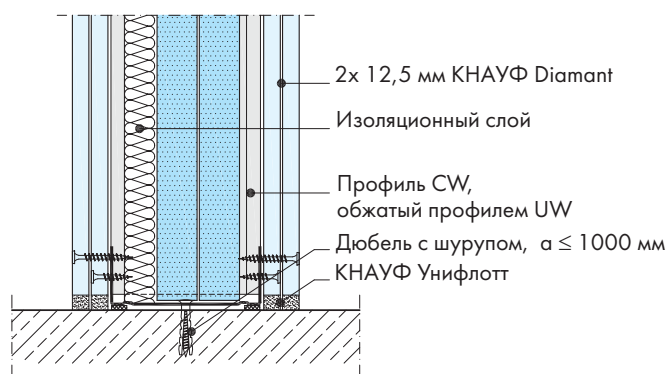 2x 12,5 мм КНАУФ Diamant
Изоляционный слой
Профиль CW,
обжатый профилем UW
Дюбель с шурупом, a ≤ 1000 мм
КНАУФ Унифлотт